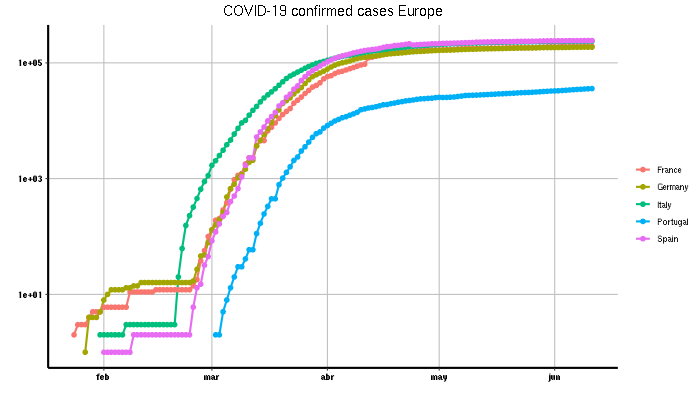 COVID-19 confirmed cases Europe
1e+05
1e+03
1e+01
feb mar abr may jun
France
Germany
Italy
Portugal
Spain